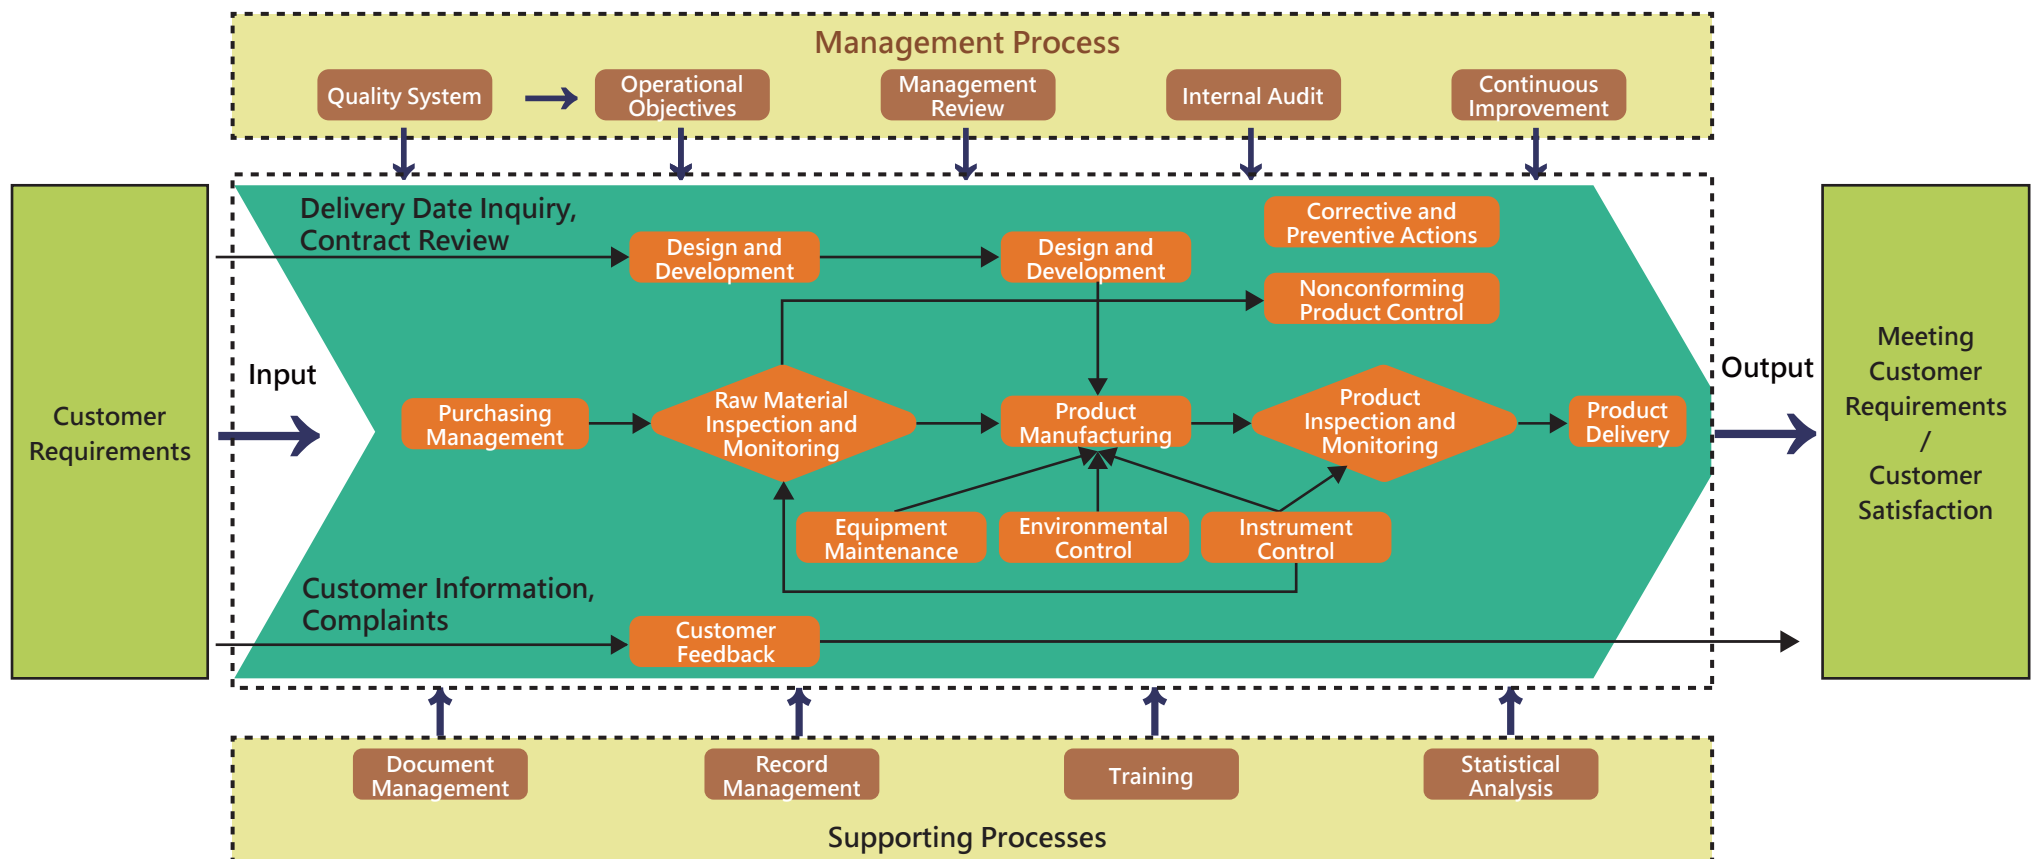 Management Process
Quality System
Operational
Objectives
Management
Review
Internal Audit
Continuous
Improvement
Customer
Requirements
Input
Delivery Date Inquiry,
Contract Review
Design and
Development
Design and
Development
Corrective and
Preventive Actions
Nonconforming
Product Control
Purchasing
Management
Raw Material
Inspection and
Monitoring
Product
Manufacturing
Product
Inspection and
Monitoring
Product
Delivery
Equipment
Maintenance
Environmental
Control
Instrument
Control
Customer Information,
Complaints
Customer
Feedback
Output
Meeting
Customer
Requirements
/
Customer
Satisfaction
Document
Management
Record
Management
Training
Statistical
Analysis
Supporting Processes